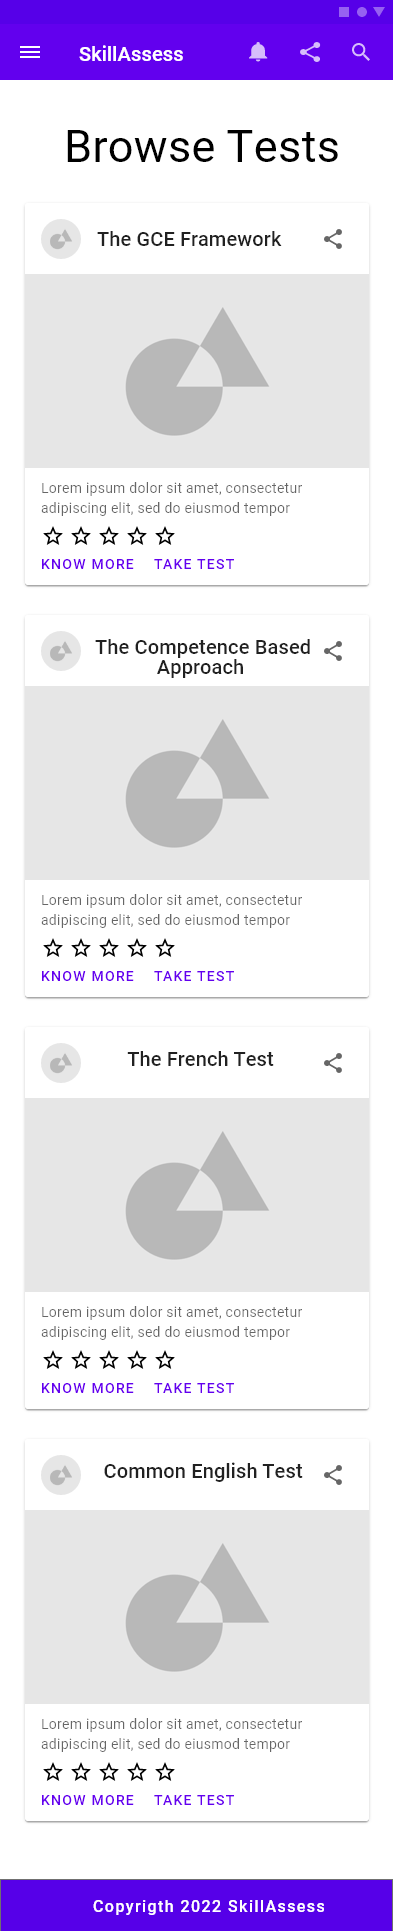 SkillAssess
Browse Tests
The GCE Framework
Lorem ipsum dolor sit amet, consectetur
adipiscing elit, sed do eiusmod tempor
KNOW MORE TAKE TEST
The Competence Based
Approach
Lorem ipsum dolor sit amet, consectetur
adipiscing elit, sed do eiusmod tempor
KNOW MORE TAKE TEST
The French Test
Lorem ipsum dolor sit amet, consectetur
adipiscing elit, sed do eiusmod tempor
KNOW MORE TAKE TEST
Common English Test
Lorem ipsum dolor sit amet, consectetur
adipiscing elit, sed do eiusmod tempor
KNOW MORE TAKE TEST
Copyrigth 2022 SkillAssess